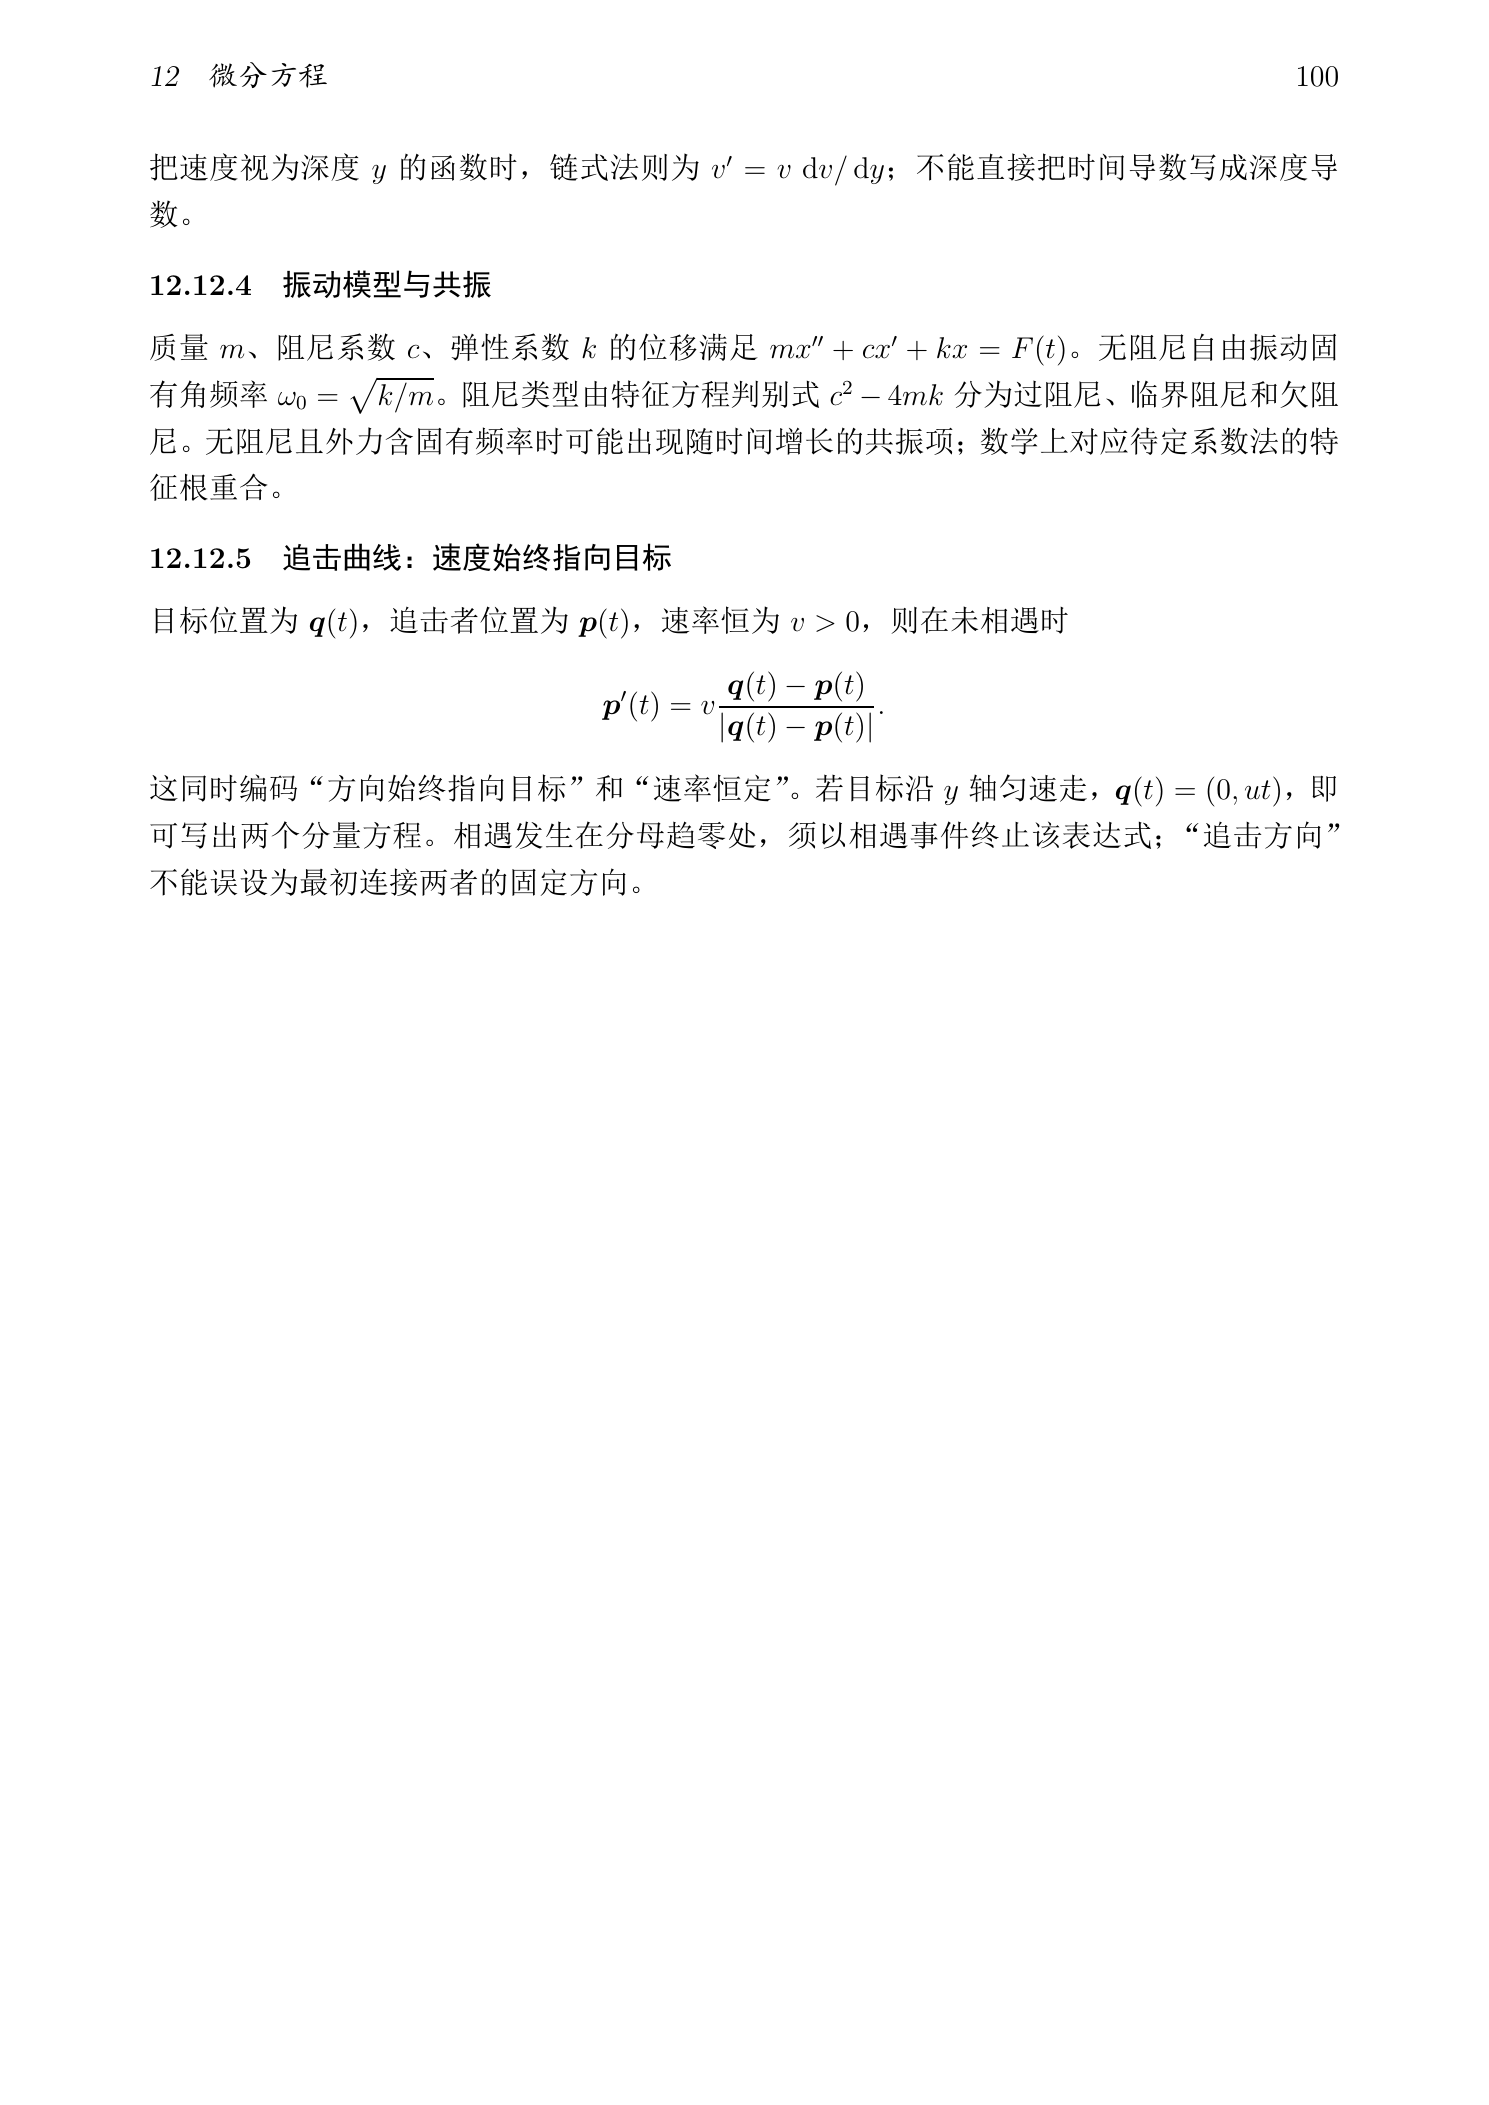 12 微分方程 100
把速度视为深度 y 的函数时，链式法则为 v′ = v dv/ dy；不能直接把时间导数写成深度导
数。
12.12.4 振动模型与共振
质量 m、阻尼系数 c、弹性系数 k 的位移满足 mx″ + cx′ + kx = F(t)。无阻尼自由振动固
有角频率 ω₀ = √(k/m)。阻尼类型由特征方程判别式 c² − 4mk 分为过阻尼、临界阻尼和欠阻
尼。无阻尼且外力含固有频率时可能出现随时间增长的共振项；数学上对应待定系数法的特
征根重合。
12.12.5 追击曲线：速度始终指向目标
目标位置为 q(t)，追击者位置为 p(t)，速率恒为 v > 0，则在未相遇时
p′(t) = v (q(t) − p(t)) / |q(t) − p(t)|.
这同时编码“方向始终指向目标”和“速率恒定”。若目标沿 y 轴匀速走，q(t) = (0, ut)，即
可写出两个分量方程。相遇发生在分母趋零处，须以相遇事件终止该表达式；“追击方向”
不能误设为最初连接两者的固定方向。